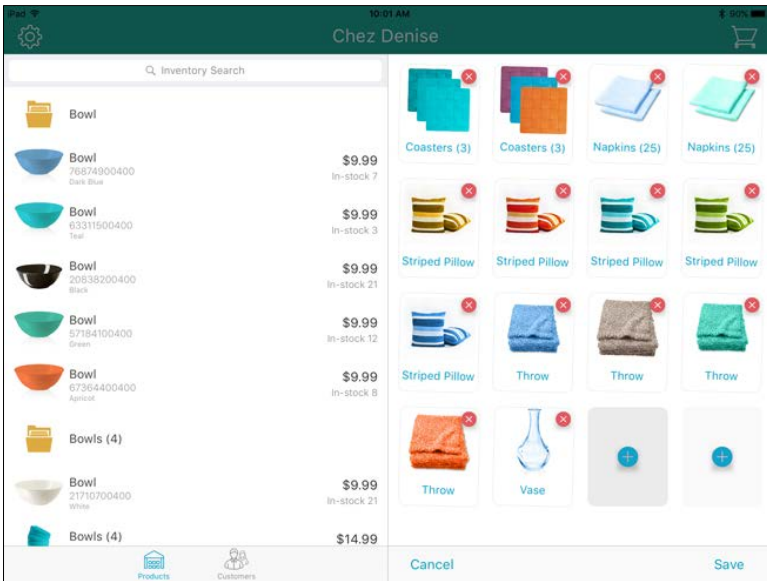 iPad
10:01 AM
90%
Chez Denise
Inventory Search
Bowl
Bowl
76874900400
Dark Blue
$9.99
In-stock 7
Bowl
63311500400
Teal
$9.99
In-stock 3
Bowl
20838200400
Black
$9.99
In-stock 21
Bowl
57184100400
Green
$9.99
In-stock 12
Bowl
67364400400
Apricot
$9.99
In-stock 8
Bowls (4)
Bowl
21710700400
White
$9.99
In-stock 21
Bowls (4)
$14.99
Products
Customers
Coasters (3)
Coasters (3)
Napkins (25)
Napkins (25)
Striped Pillow
Striped Pillow
Striped Pillow
Striped Pillow
Striped Pillow
Throw
Throw
Throw
Throw
Vase
Cancel
Save